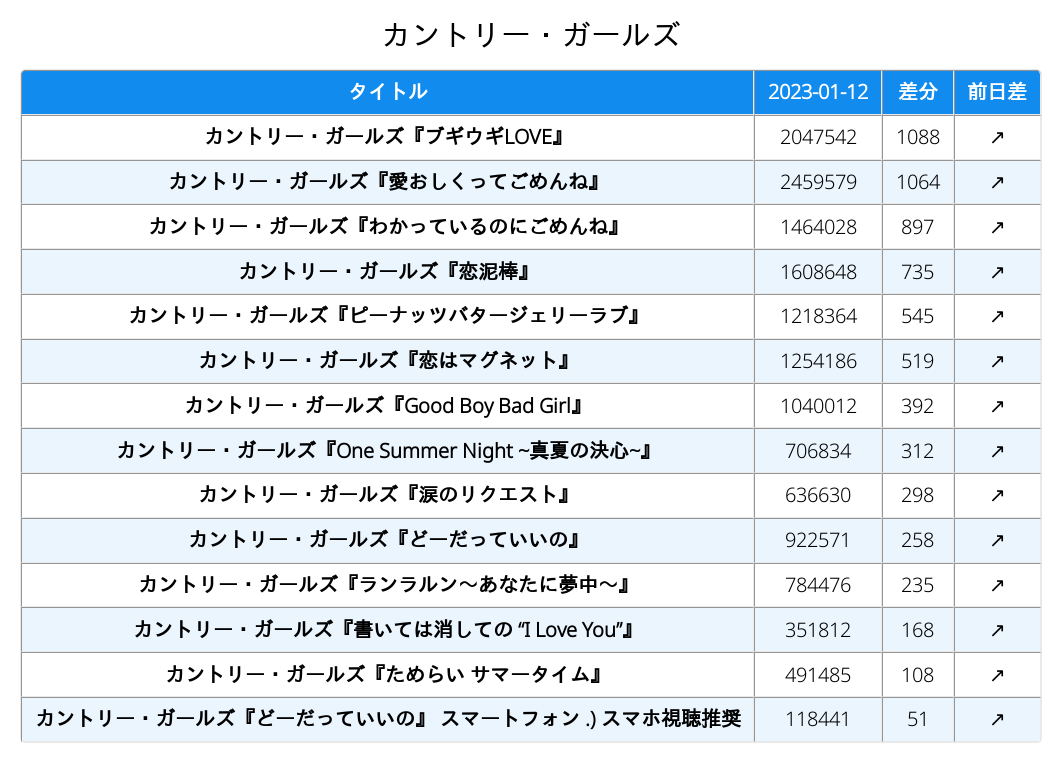 カントリー・ガールズ
タイトル 2023-01-12 差分 前日差
カントリー・ガールズ『ブギウギLOVE』 2047542 1088 ↗
カントリー・ガールズ『愛おしくってごめんね』 2459579 1064 ↗
カントリー・ガールズ『わかっているのにごめんね』 1464028 897 ↗
カントリー・ガールズ『恋泥棒』 1608648 735 ↗
カントリー・ガールズ『ピーナッツバタージェリーラブ』 1218364 545 ↗
カントリー・ガールズ『恋はマグネット』 1254186 519 ↗
カントリー・ガールズ『Good Boy Bad Girl』 1040012 392 ↗
カントリー・ガールズ『One Summer Night ~真夏の決心~』 706834 312 ↗
カントリー・ガールズ『涙のリクエスト』 636630 298 ↗
カントリー・ガールズ『どーだっていいの』 922571 258 ↗
カントリー・ガールズ『ランラルン～あなたに夢中～』 784476 235 ↗
カントリー・ガールズ『書いては消しての “I Love You”』 351812 168 ↗
カントリー・ガールズ『ためらい サマータイム』 491485 108 ↗
カントリー・ガールズ『どーだっていいの』 スマートフォン .) スマホ視聴推奨 118441 51 ↗